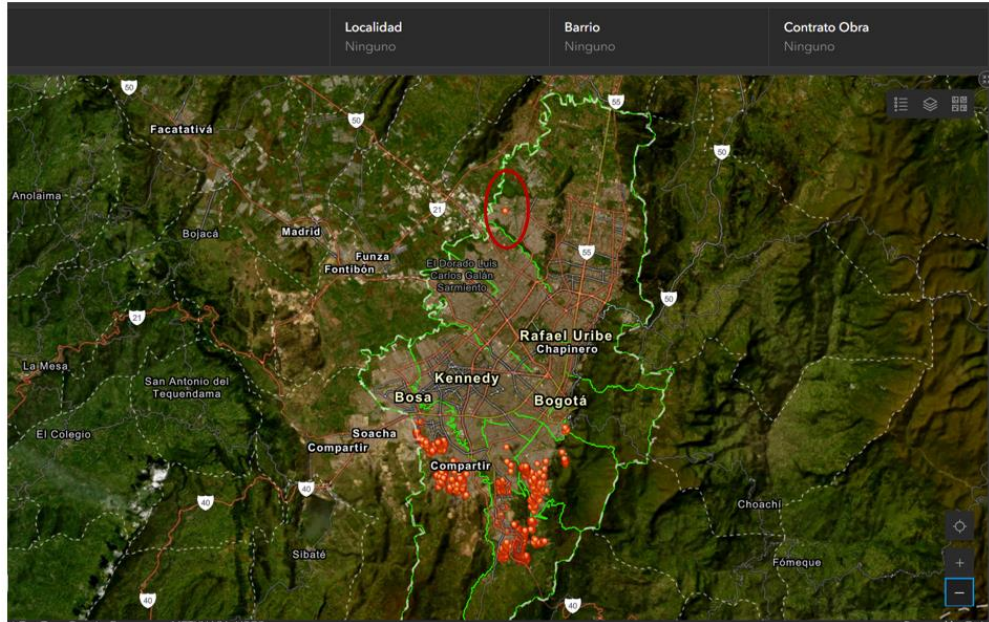 Localidad
Ninguno
Barrio
Ninguno
Contrato Obra
Ninguno
50
55
50
Facatativá
50
Anolaima
21
Bojacá
Madrid
Funza
Fontibón
El Dorado Luis
Carlos Galán
Sarmiento
55
50
21
Rafael Uribe
Chapinero
La Mesa
San Antonio del
Tequendama
Kennedy
Bosa
Bogotá
El Colegio
Soacha
Compartir
Compartir
40
40
Choachí
Sibaté
Fómeque
40
40